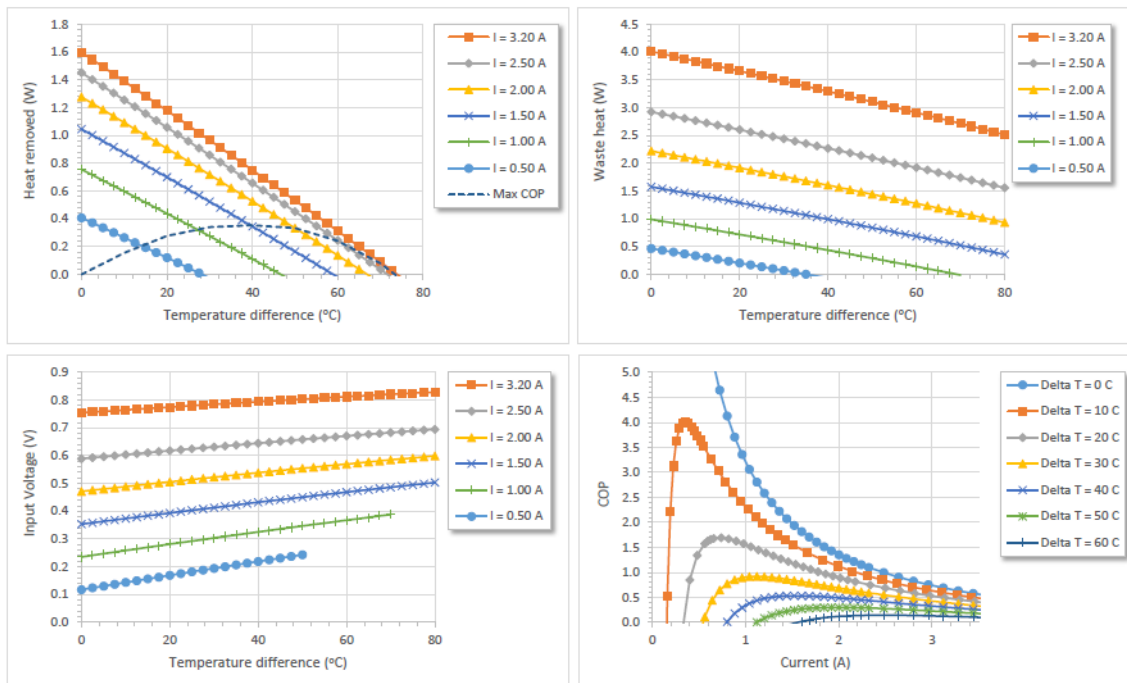 1.8
1.6
1.4
1.2
1.0
0.8
0.6
0.4
0.2
0.0
Heat removed (W)
0 20 40 60 80
Temperature difference (ºC)
I = 3.20 A
I = 2.50 A
I = 2.00 A
I = 1.50 A
I = 1.00 A
I = 0.50 A
Max COP
4.5
4.0
3.5
3.0
2.5
2.0
1.5
1.0
0.5
0.0
Waste heat (W)
0 20 40 60 80
Temperature difference (ºC)
I = 3.20 A
I = 2.50 A
I = 2.00 A
I = 1.50 A
I = 1.00 A
I = 0.50 A
0.9
0.8
0.7
0.6
0.5
0.4
0.3
0.2
0.1
0.0
Input Voltage (V)
0 20 40 60 80
Temperature difference (ºC)
I = 3.20 A
I = 2.50 A
I = 2.00 A
I = 1.50 A
I = 1.00 A
I = 0.50 A
5.0
4.5
4.0
3.5
3.0
2.5
2.0
1.5
1.0
0.5
0.0
COP
0 1 2 3
Current (A)
Delta T = 0 C
Delta T = 10 C
Delta T = 20 C
Delta T = 30 C
Delta T = 40 C
Delta T = 50 C
Delta T = 60 C